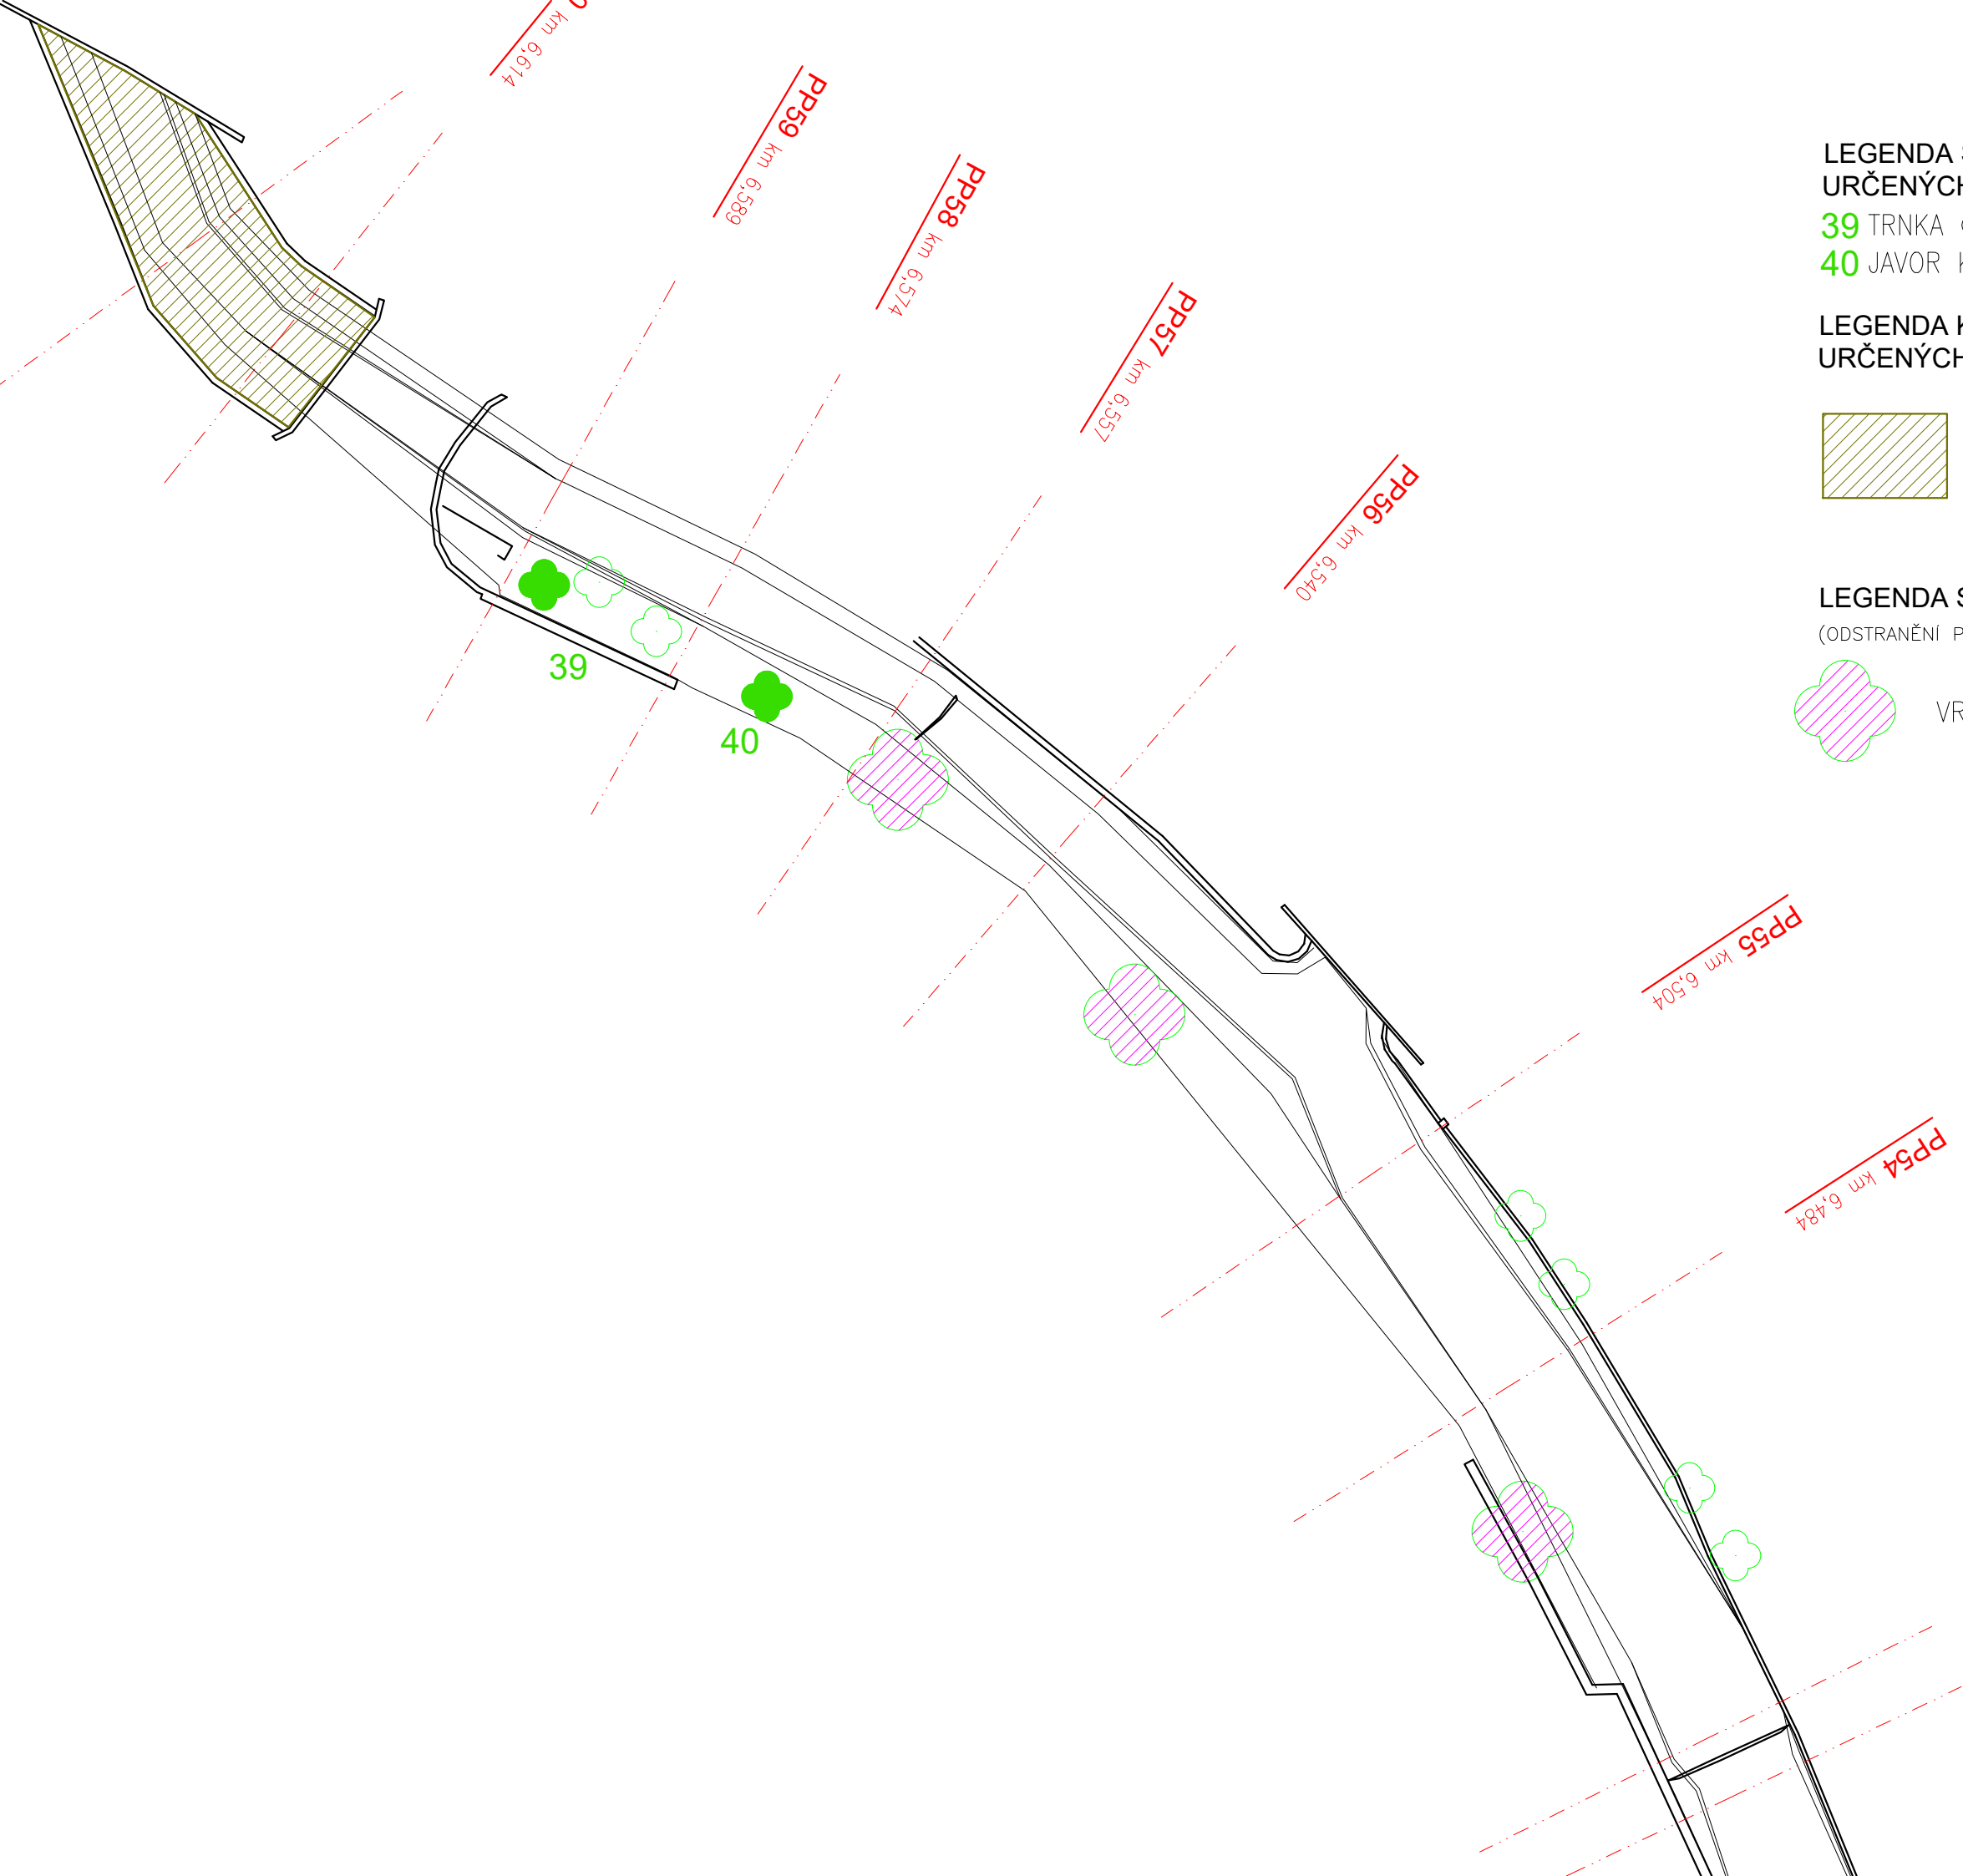 km 6,614
PP59 km 6,589
PP58 km 6,574
PP57 km 6,557
PP56 km 6,540
PP55 km 6,504
PP54 km 6,484
39
40
LEGENDA
URČENÝCH
39 TRNKA
40 JAVOR
LEGENDA
URČENÝCH
LEGENDA
(ODSTRANĚNÍ